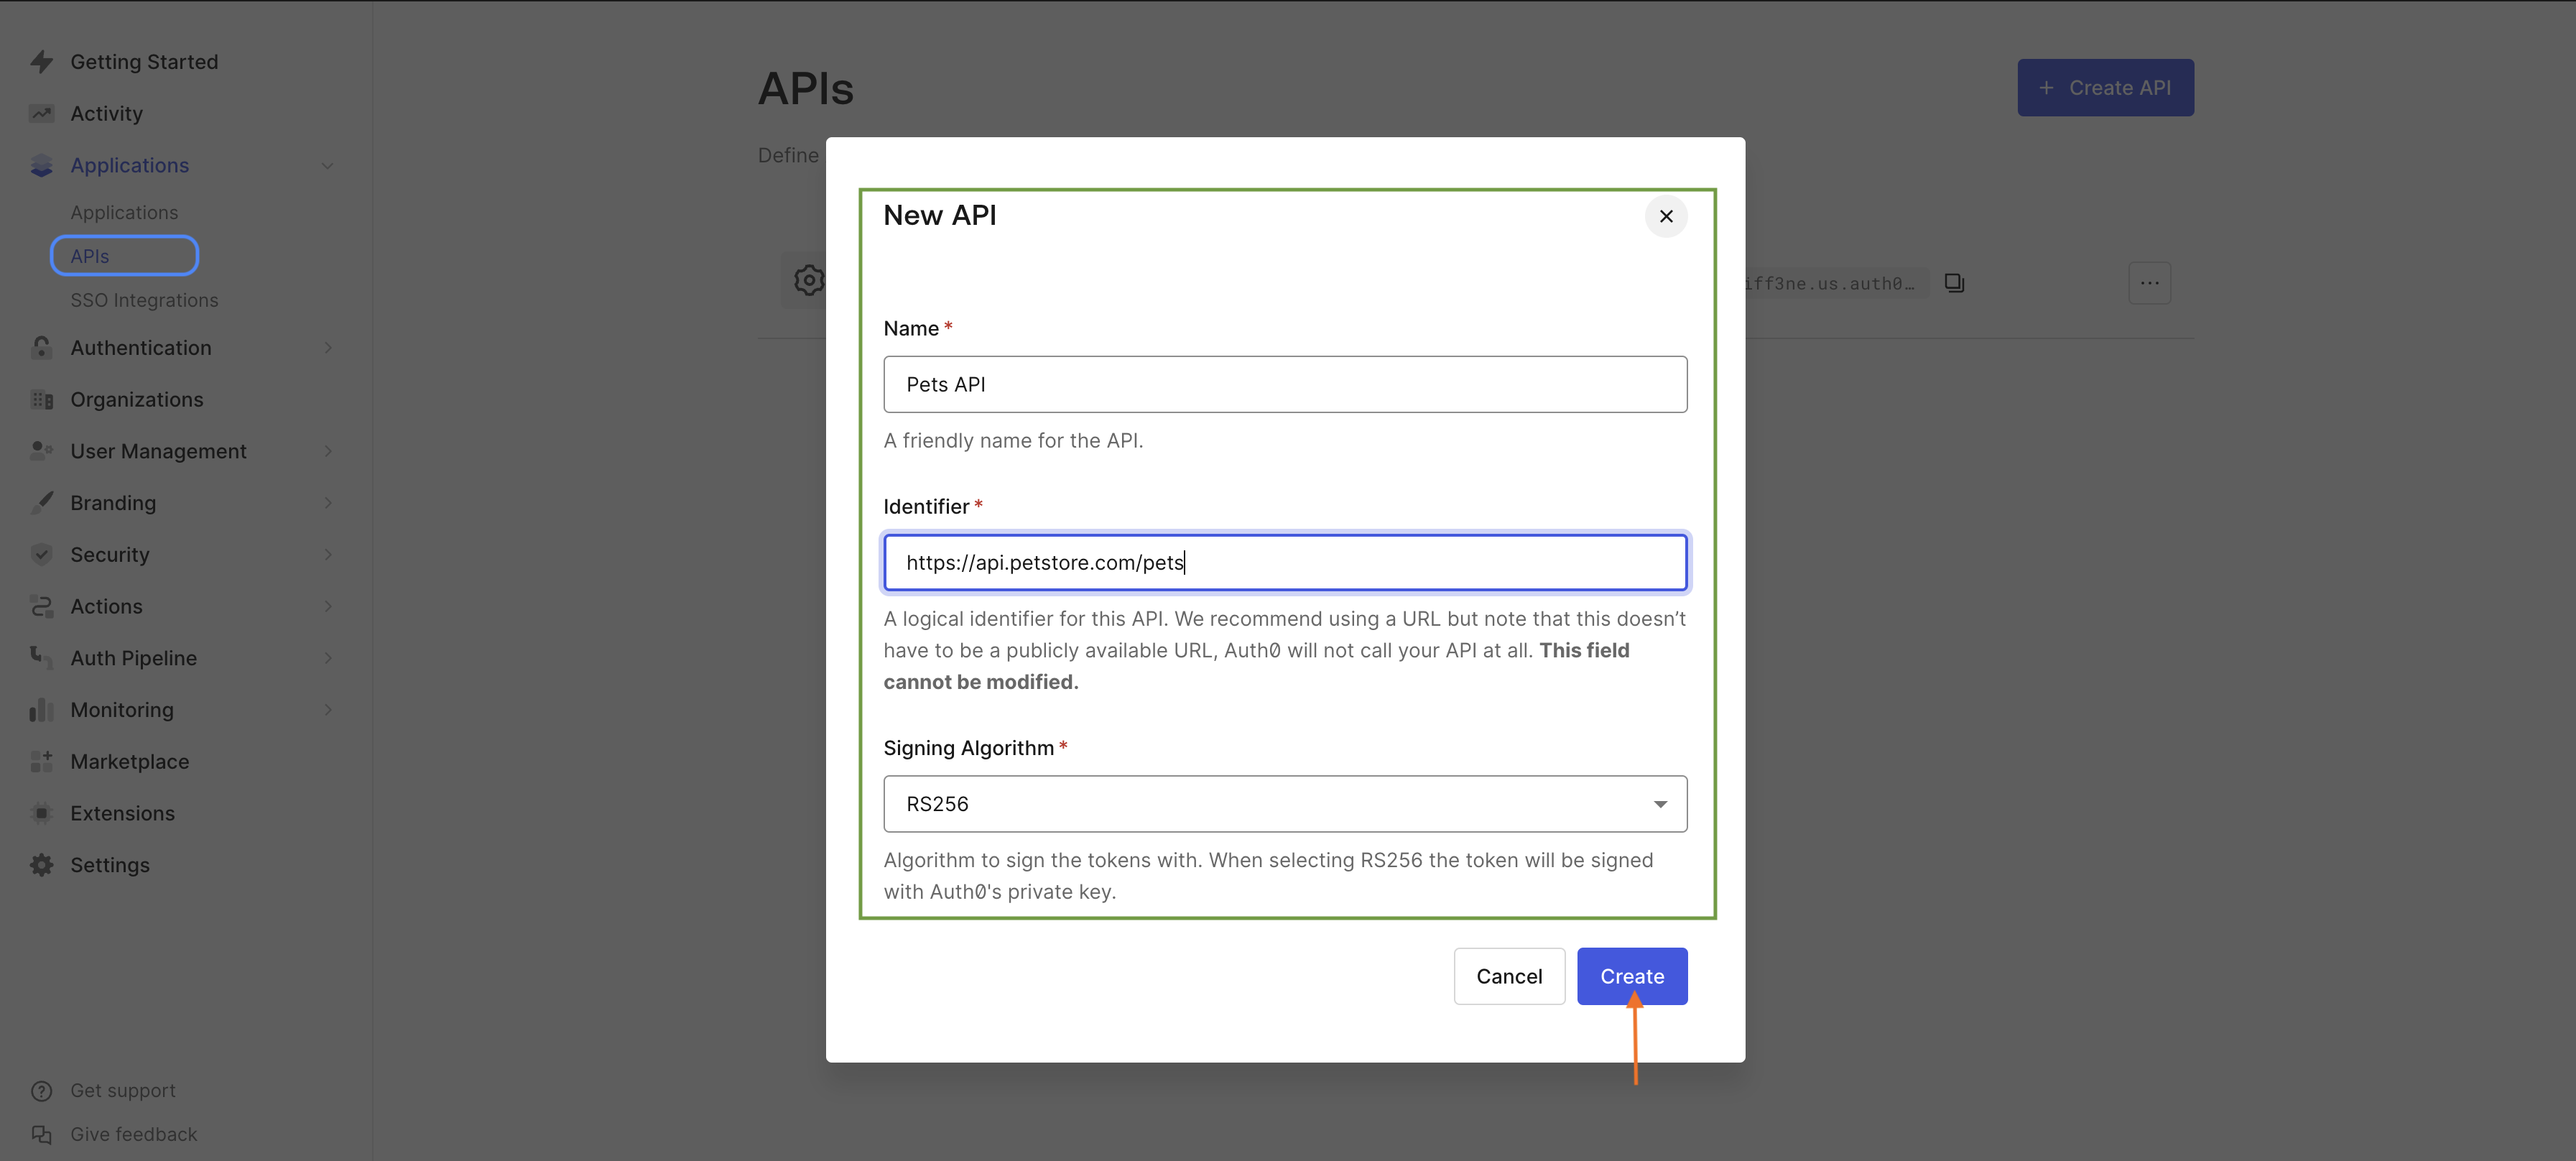 Getting Started
Activity
Applications
Applications
APIs
SSO Integrations
Authentication
Organizations
User Management
Branding
Security
Actions
Auth Pipeline
Monitoring
Marketplace
Extensions
Settings
Get support
Give feedback
APIs
+ Create API
Define
iff3ne.us.auth0…
New API
Name *
Pets API
A friendly name for the API.
Identifier *
https://api.petstore.com/pets
A logical identifier for this API. We recommend using a URL but note that this doesn’t
have to be a publicly available URL, Auth0 will not call your API at all. This field
cannot be modified.
Signing Algorithm *
RS256
Algorithm to sign the tokens with. When selecting RS256 the token will be signed
with Auth0's private key.
Cancel
Create